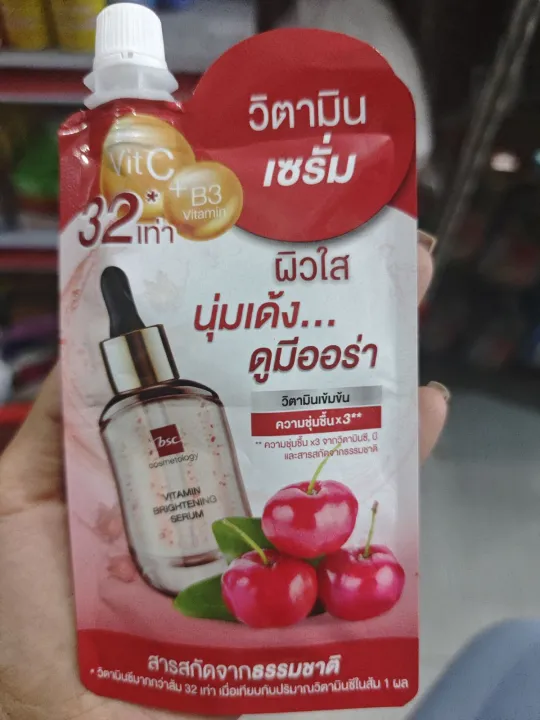 วิตามิน
เซรั่ม
Vit C
+ B3
Vitamin
32*เท่า
ผิวใส
นุ่มเด้ง...
ดูมีออร่า
วิตามินเข้มข้น
ความชุ่มชื้นx3**
** ความชุ่มชื้น x3 จากวิตามินซี, บี
และสารสกัดจากธรรมชาติ
bsc
cosmetology
VITAMIN
BRIGHTENING
SERUM
สารสกัดจากธรรมชาติ
* วิตามินซีมากกว่าส้ม 32 เท่า เมื่อเทียบกับปริมาณวิตามินซีในส้ม 1 ผล